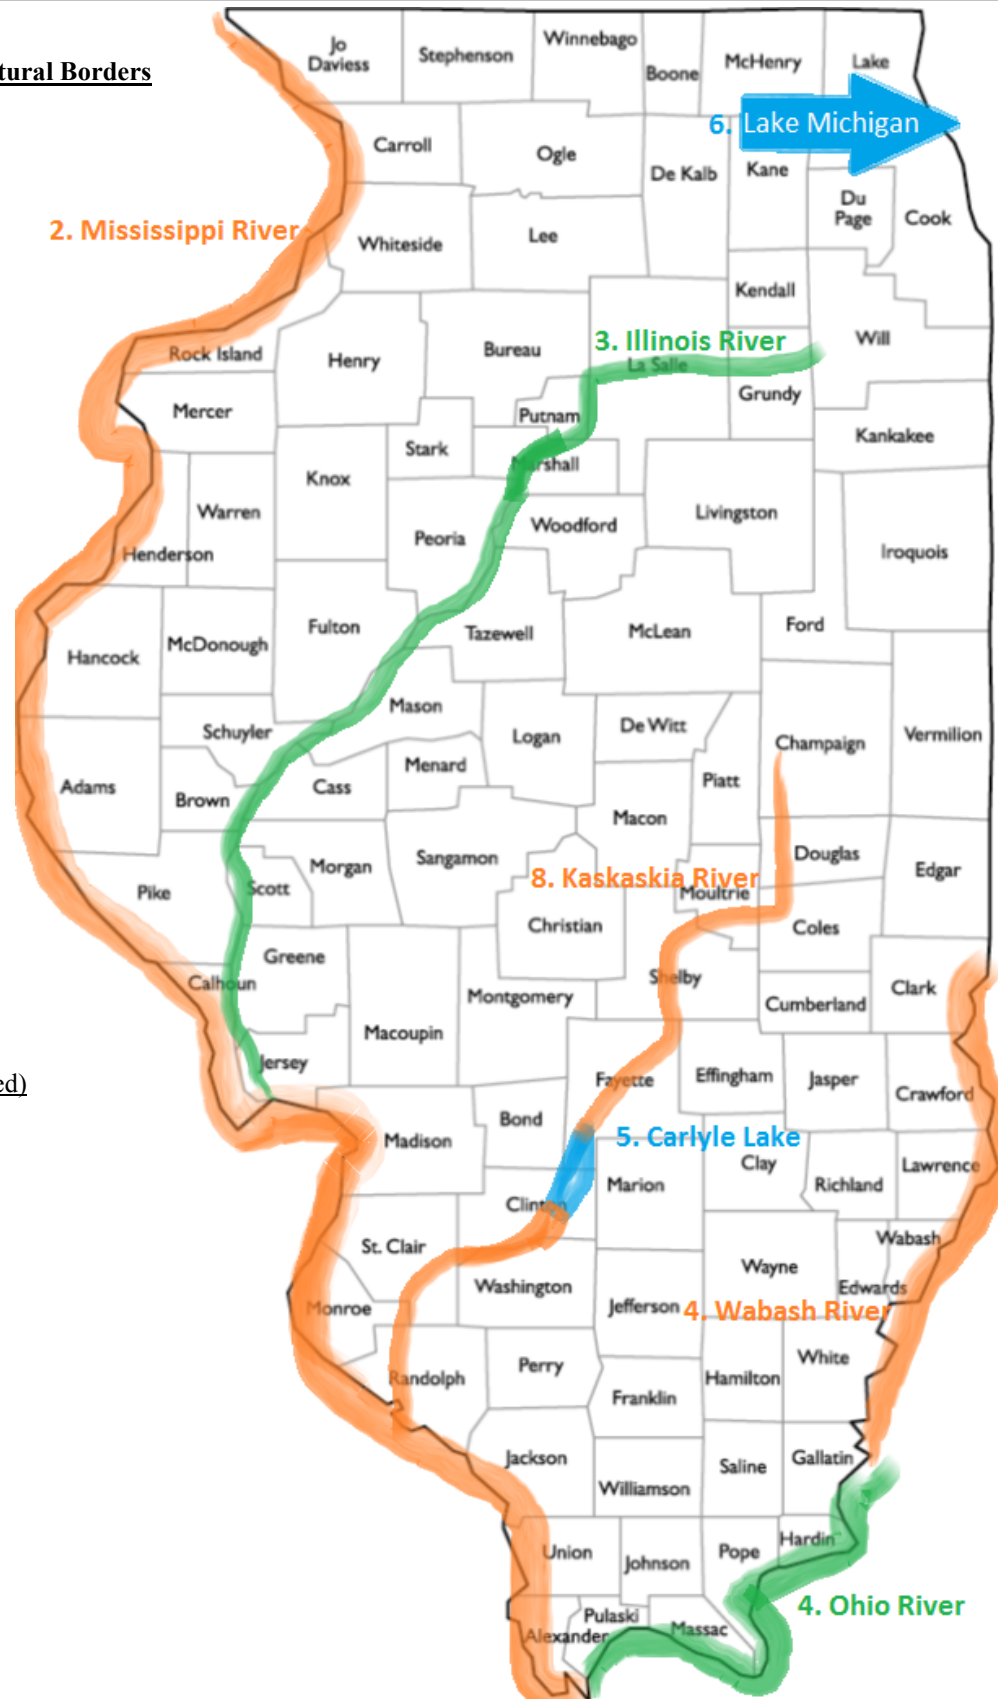 tural Borders
Jo
Daviess
Stephenson
Winnebago
Boone
McHenry
Lake
6. Lake Michigan
Carroll
Ogle
De Kalb
Kane
Du
Page
Cook
2. Mississippi River
Whiteside
Lee
Kendall
3. Illinois River
Will
Rock Island
Henry
Bureau
La Salle
Grundy
Mercer
Putnam
Kankakee
Stark
Marshall
Knox
Warren
Peoria
Woodford
Livingston
Henderson
Iroquois
Hancock
McDonough
Fulton
Tazewell
McLean
Ford
Mason
Schuyler
Logan
De Witt
Champaign
Vermilion
Adams
Brown
Cass
Menard
Piatt
Macon
Pike
Scott
Morgan
Sangamon
Douglas
Edgar
8. Kaskaskia River
Moultrie
Christian
Coles
Greene
Calhoun
Montgomery
Shelby
Cumberland
Clark
Macoupin
Jersey
ed)
Fayette
Effingham
Jasper
Crawford
Bond
Madison
5. Carlyle Lake
Clay
Richland
Lawrence
Marion
Clinton
St. Clair
Wabash
Washington
Wayne
Edwards
Monroe
Jefferson
4. Wabash River
Randolph
Perry
Hamilton
White
Franklin
Jackson
Williamson
Saline
Gallatin
Union
Johnson
Pope
Hardin
4. Ohio River
Pulaski
Alexander
Massac